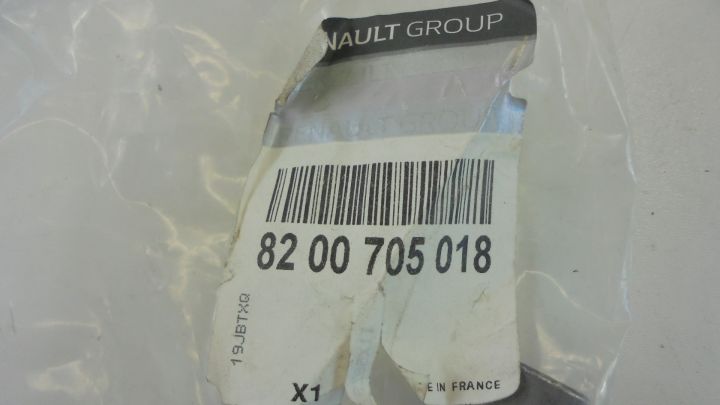 NAULT GROUP
82 00 705 018
19JBTXQ
X1
E IN FRANCE